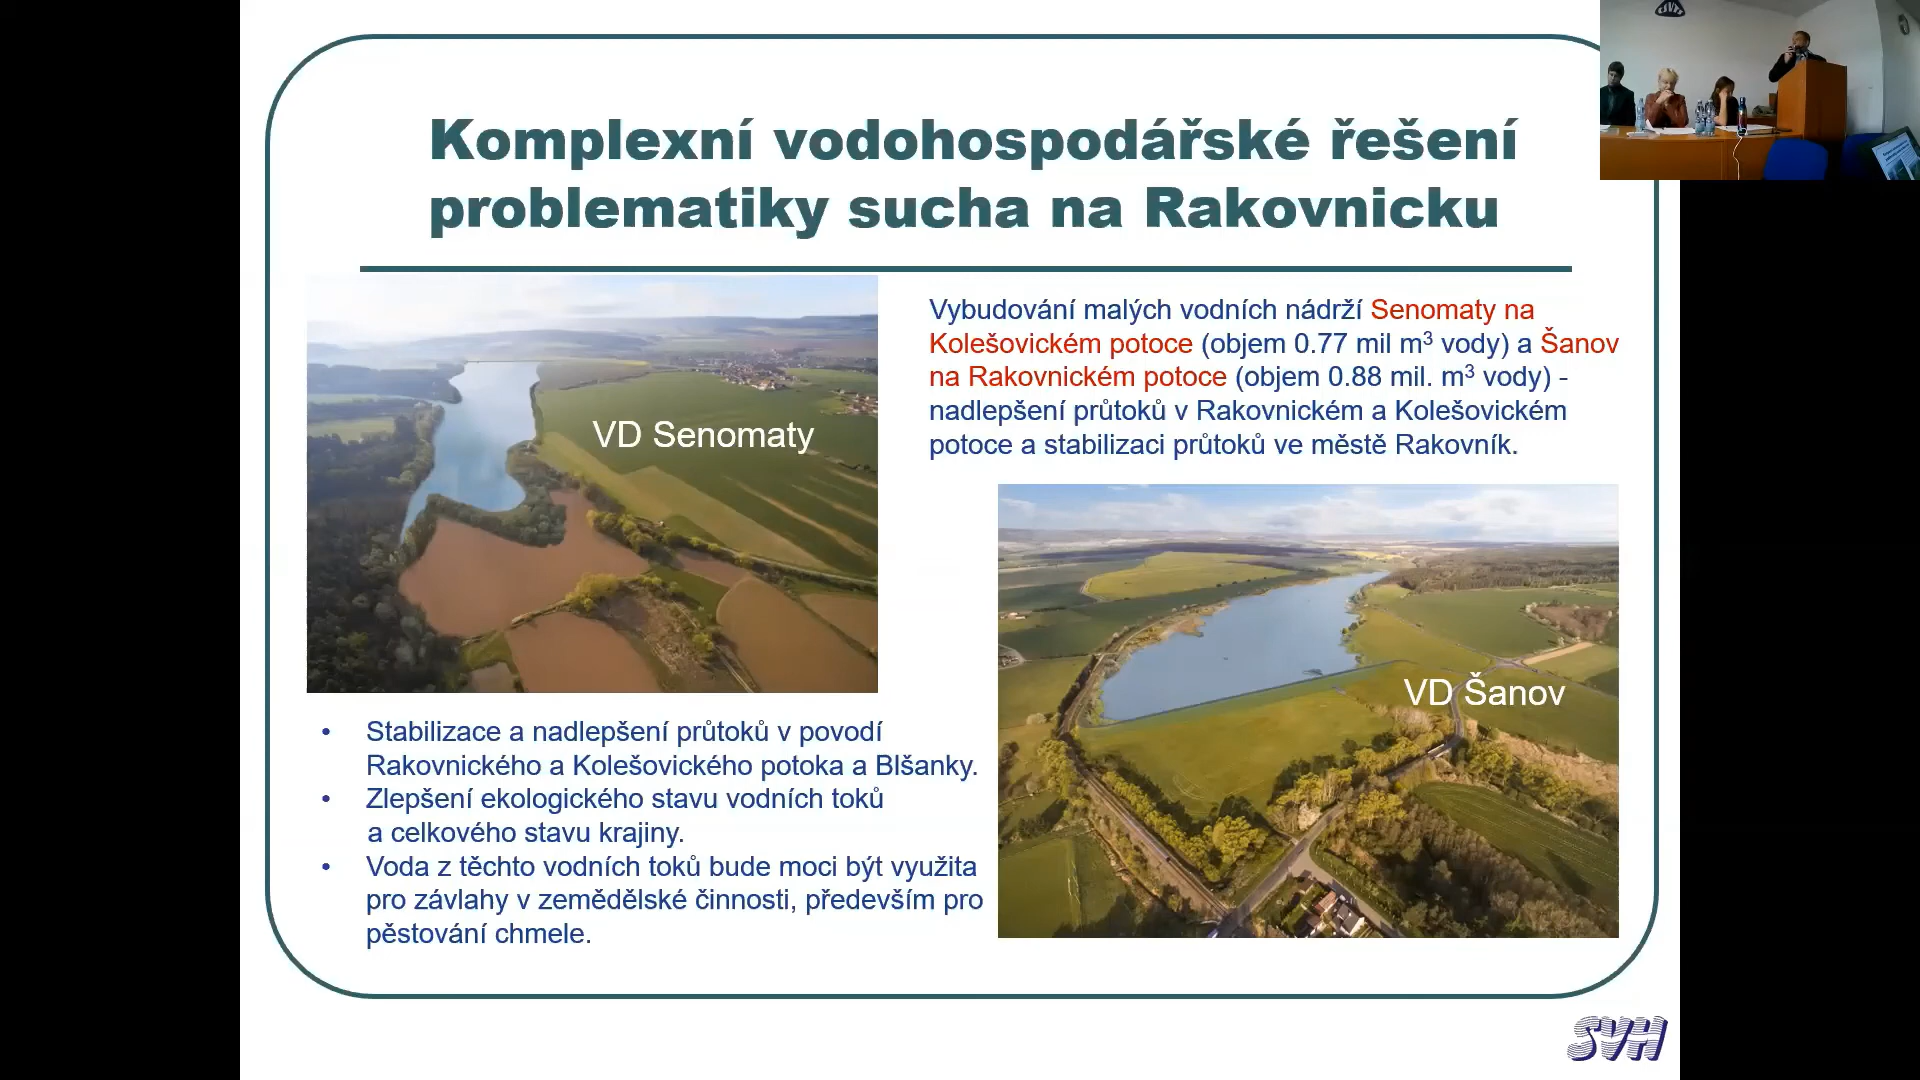 Komplexní vodohospodářské řešení
problematiky sucha na Rakovnicku
VD Senomaty
Vybudování malých vodních nádrží Senomaty na
Kolešovickém potoce (objem 0.77 mil m³ vody) a Šanov
na Rakovnickém potoce (objem 0.88 mil. m³ vody) -
nadlepšení průtoků v Rakovnickém a Kolešovickém
potoce a stabilizaci průtoků ve městě Rakovník.
VD Šanov
• Stabilizace a nadlepšení průtoků v povodí
Rakovnického a Kolešovického potoka a Blšanky.
• Zlepšení ekologického stavu vodních toků
a celkového stavu krajiny.
• Voda z těchto vodních toků bude moci být využita
pro závlahy v zemědělské činnosti, především pro
pěstování chmele.
SVH